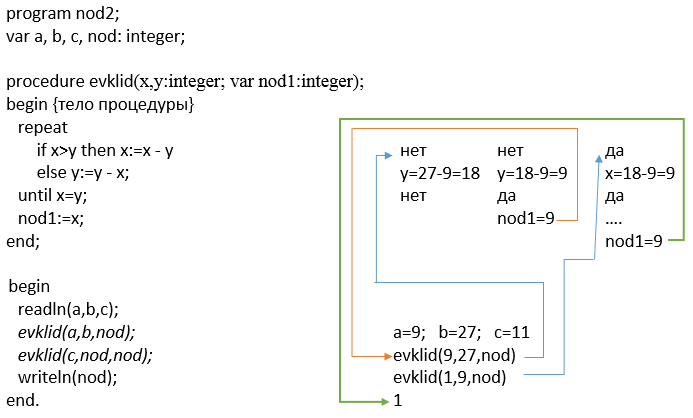 program nod2;
var a, b, c, nod: integer;
procedure evklid(x,y:integer; var nod1:integer);
begin {тело процедуры}
repeat
if x>y then x:=x - y
else y:=y - x;
until x=y;
nod1:=x;
end;
нет нет да
y=27-9=18 y=18-9=9 x=18-9=9
нет да да
nod1=9 ....
nod1=9
begin
readln(a,b,c);
evklid(a,b,nod);
evklid(c,nod,nod);
writeln(nod);
end.
a=9; b=27; c=11
evklid(9,27,nod)
evklid(1,9,nod)
1